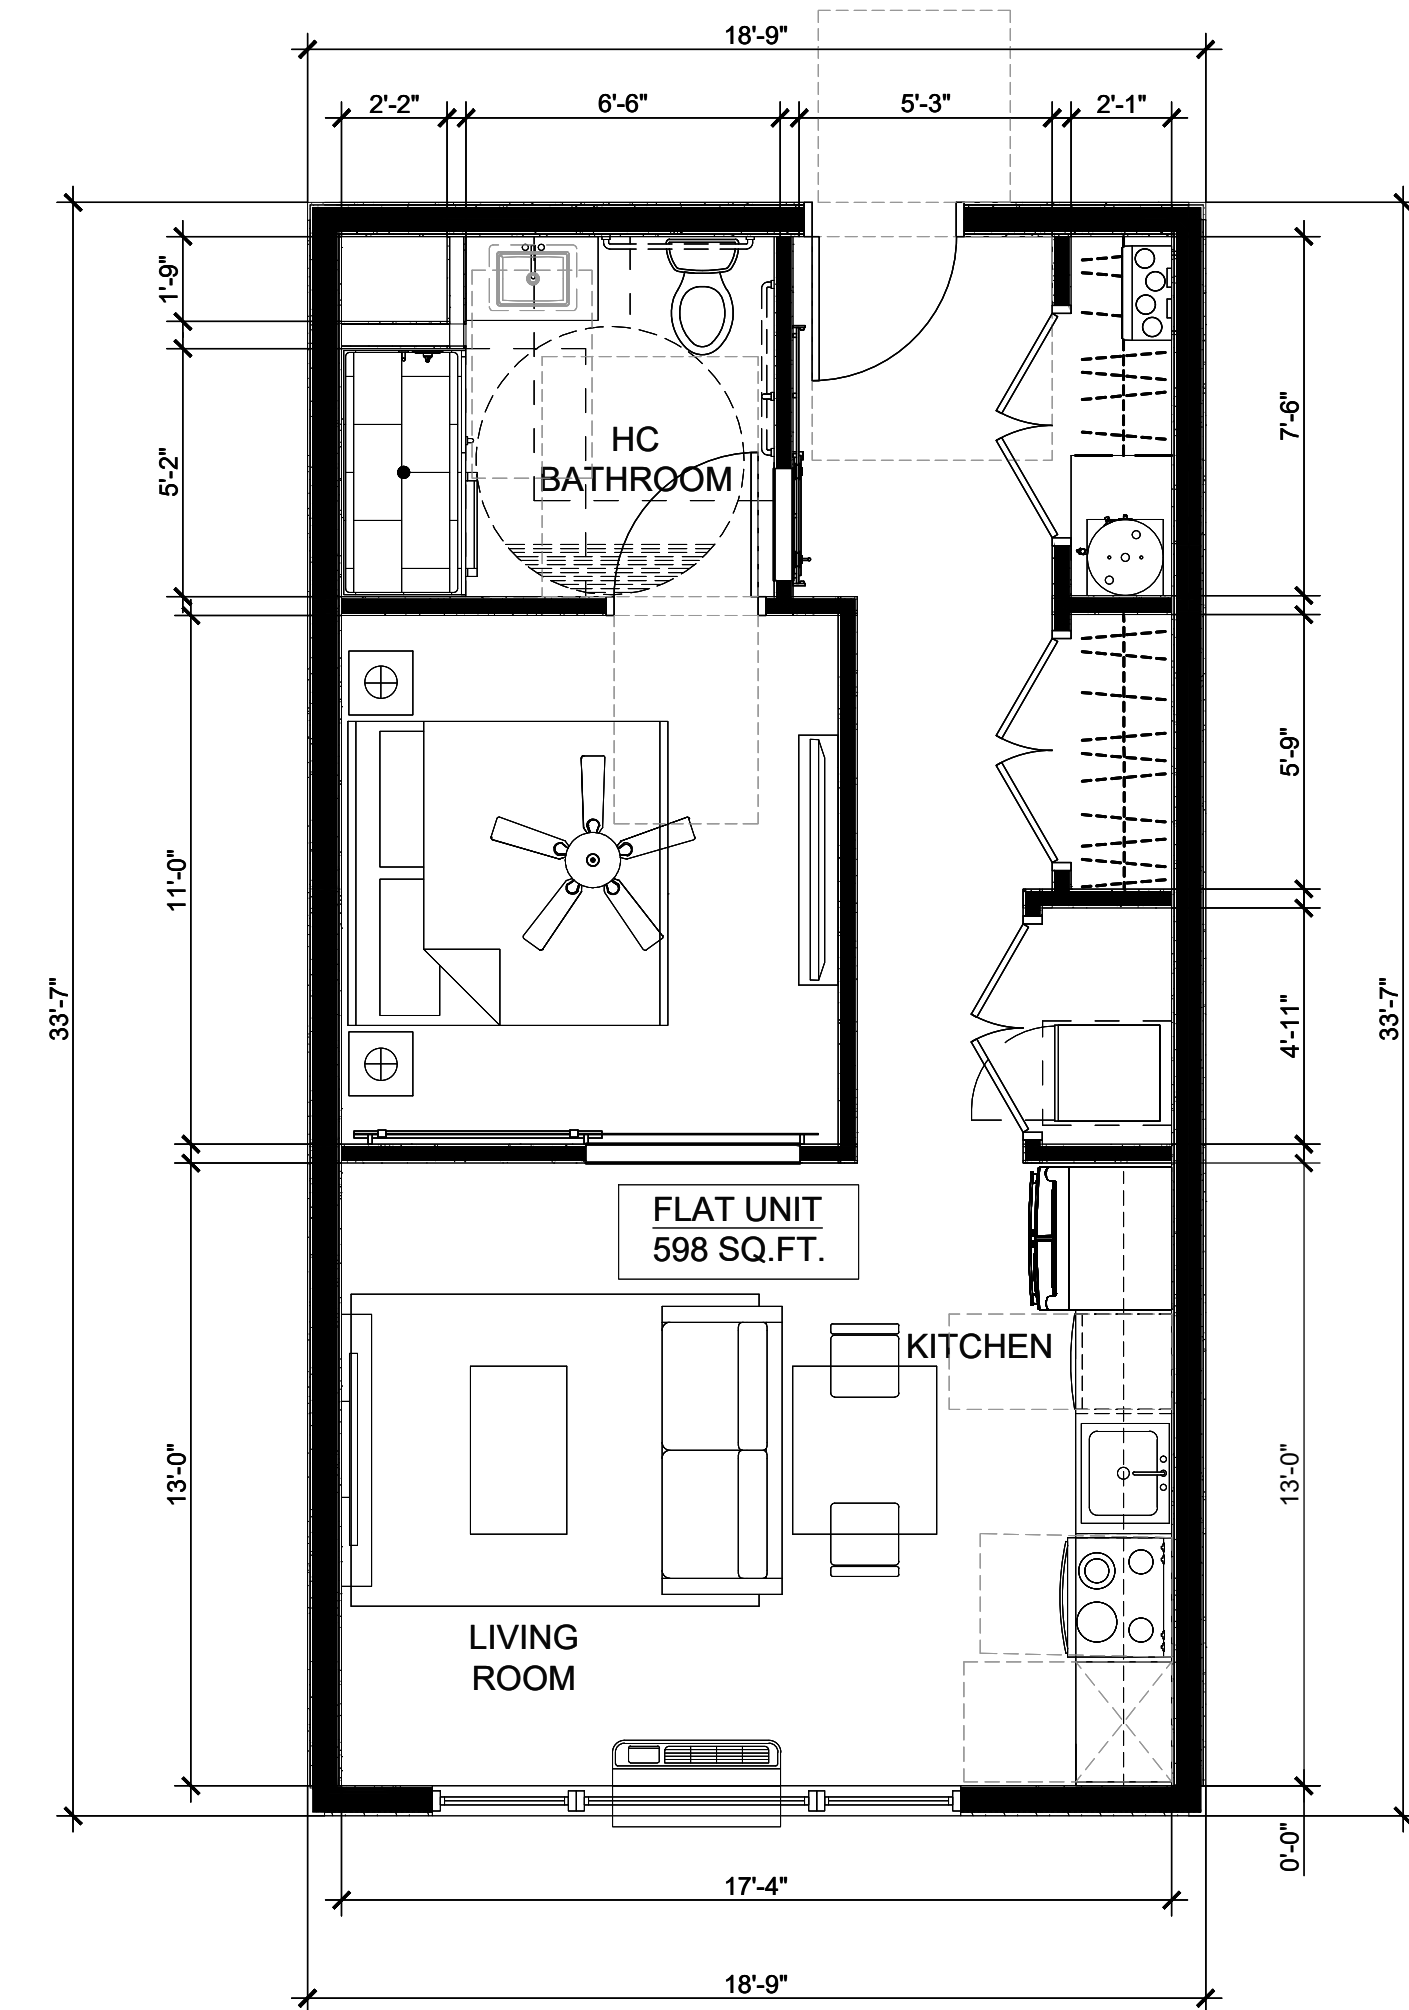 18'-9"
2'-2"
6'-6"
5'-3"
2'-1"
1'-9"
5'-2"
7'-6"
HC
BATHROOM
11'-0"
5'-9"
33'-7"
33'-7"
4'-11"
FLAT UNIT
598 SQ.FT.
KITCHEN
13'-0"
13'-0"
LIVING
ROOM
0'-0"
17'-4"
18'-9"